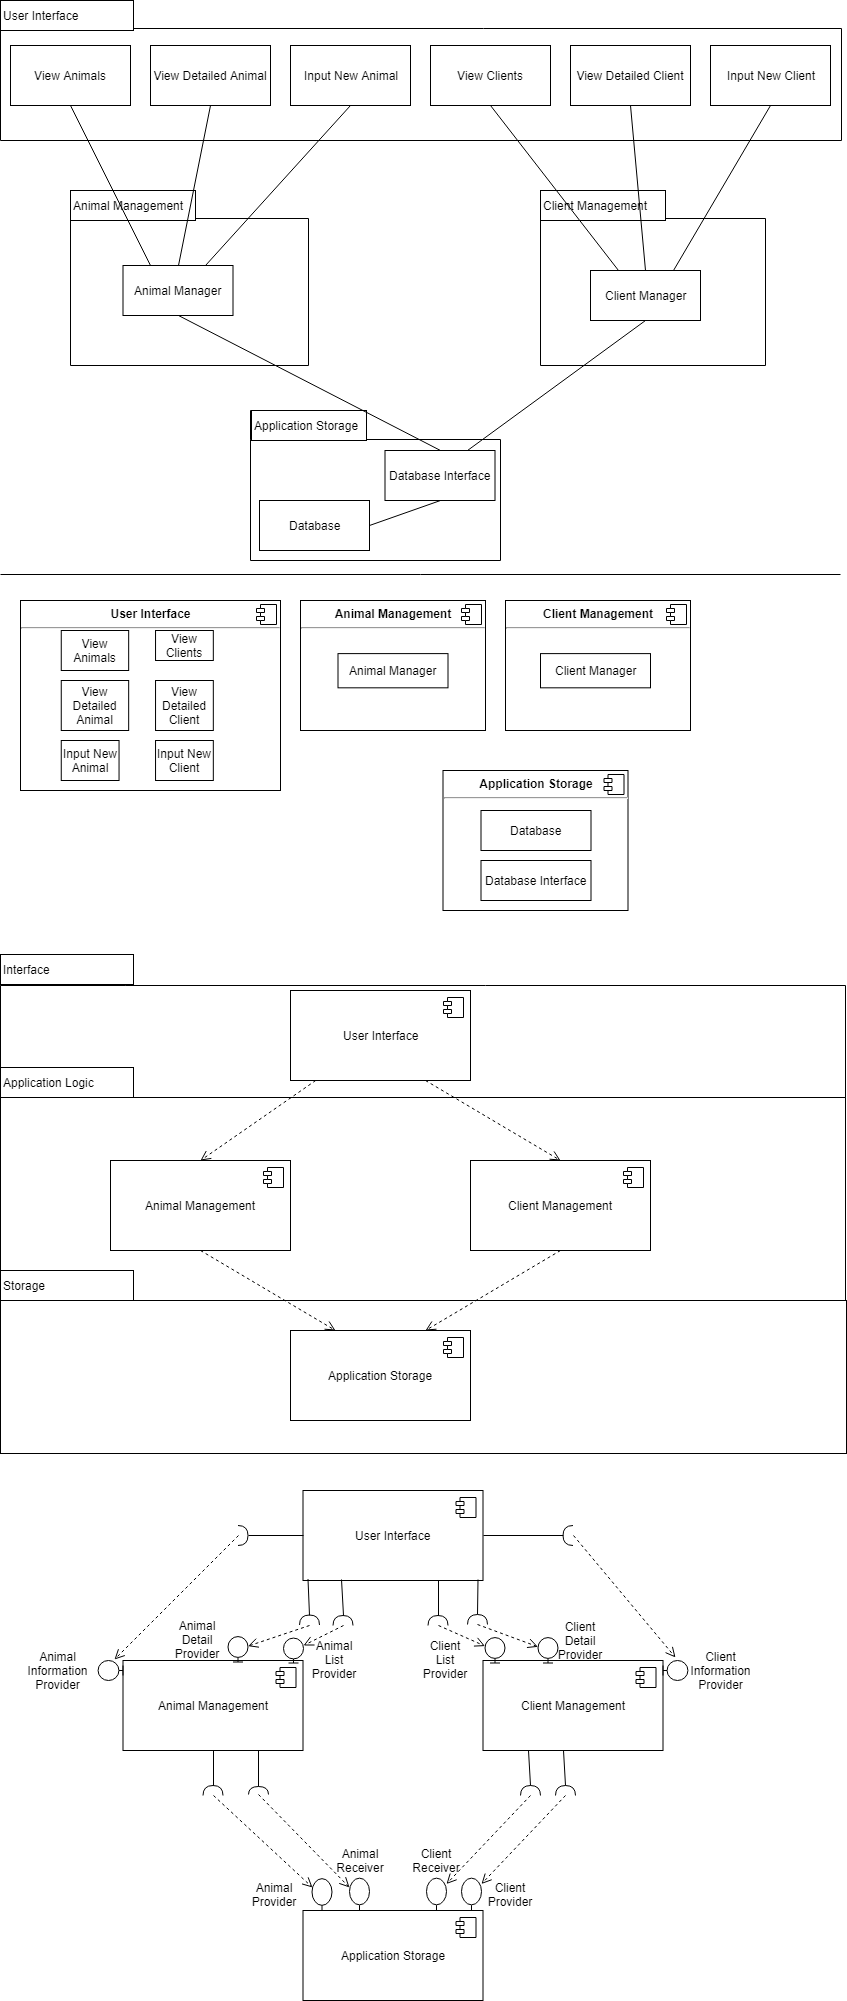 User Interface
View Animals
View Detailed Animal
Input New Animal
View Clients
View Detailed Client
Input New Client
Animal Management
Client Management
Animal Manager
Client Manager
Application Storage
Database Interface
Database
User Interface
View
Animals
View
Clients
View
Detailed
Animal
View
Detailed
Client
Input New
Animal
Input New
Client
Animal Management
Animal Manager
Client Management
Client Manager
Application Storage
Database
Database Interface
Interface
User Interface
Application Logic
Animal Management
Client Management
Storage
Application Storage
User Interface
Animal
Detail
Provider
Animal
List
Provider
Client
List
Provider
Client
Detail
Provider
Animal
Information
Provider
Client
Information
Provider
Animal Management
Client Management
Animal
Receiver
Client
Receiver
Animal
Provider
Client
Provider
Application Storage